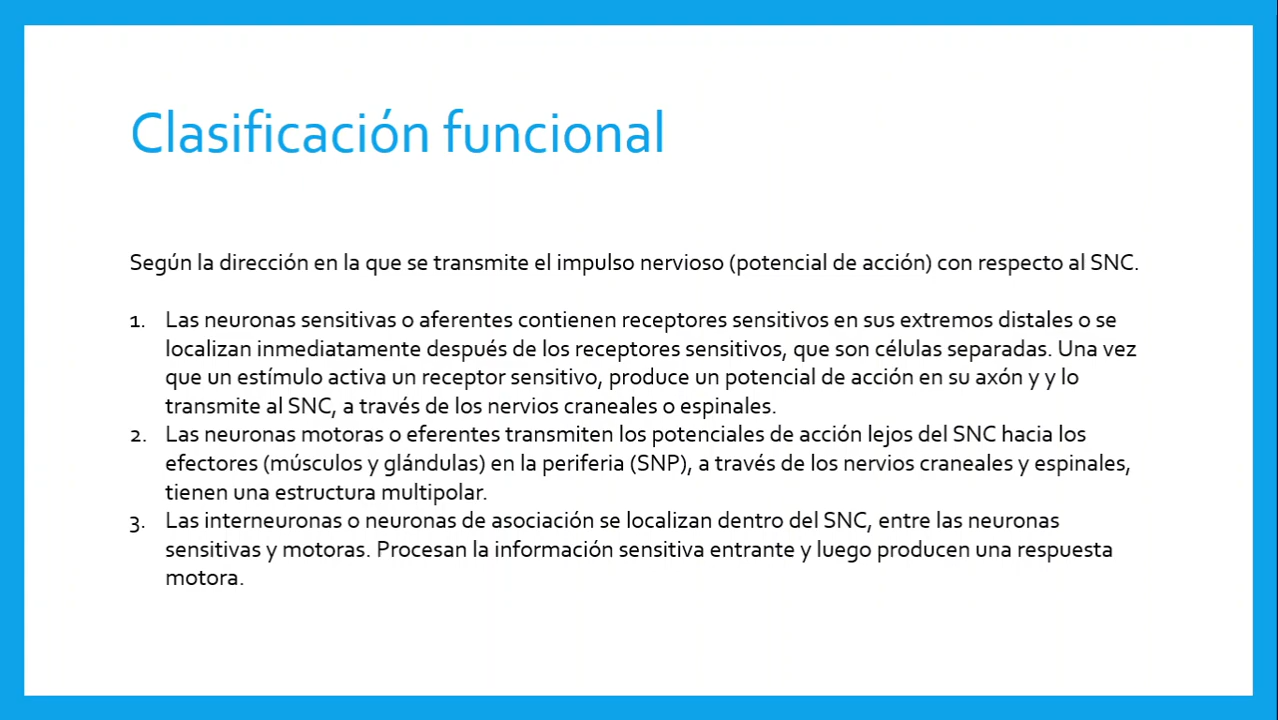 Clasificación funcional
Según la dirección en la que se transmite el impulso nervioso (potencial de acción) con respecto al SNC.
1. Las neuronas sensitivas o aferentes contienen receptores sensitivos en sus extremos distales o se
localizan inmediatamente después de los receptores sensitivos, que son células separadas. Una vez
que un estímulo activa un receptor sensitivo, produce un potencial de acción en su axón y y lo
transmite al SNC, a través de los nervios craneales o espinales.
2. Las neuronas motoras o eferentes transmiten los potenciales de acción lejos del SNC hacia los
efectores (músculos y glándulas) en la periferia (SNP), a través de los nervios craneales y espinales,
tienen una estructura multipolar.
3. Las interneuronas o neuronas de asociación se localizan dentro del SNC, entre las neuronas
sensitivas y motoras. Procesan la información sensitiva entrante y luego producen una respuesta
motora.